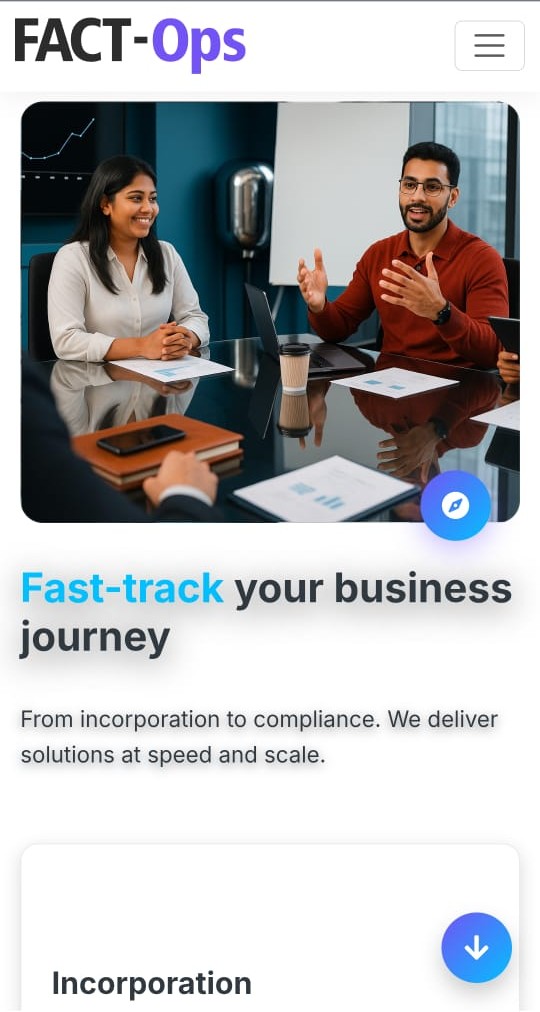 FACT-Ops
Fast-track your business
journey
From incorporation to compliance. We deliver
solutions at speed and scale.
Incorporation